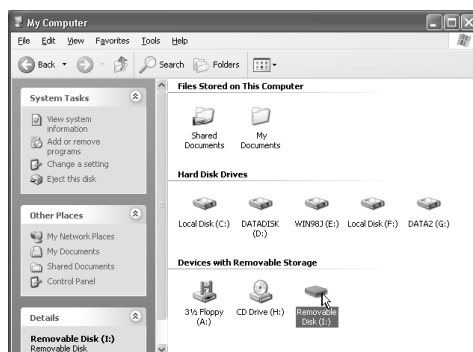 My Computer
File Edit View Favorites Tools Help
Back Search Folders
System Tasks
View system
information
Add or remove
programs
Change a setting
Eject this disk
Other Places
My Network Places
My Documents
Shared Documents
Control Panel
Details
Removable Disk (I:)
Removable Disk
Files Stored on This Computer
Shared
Documents
My
Documents
Hard Disk Drives
Local Disk (C:)
DATADISK
(D:)
WIN98J (E:)
Local Disk (F:)
DATA2 (G:)
Devices with Removable Storage
3½ Floppy
(A:)
CD Drive (H:)
Removable
Disk (I:)